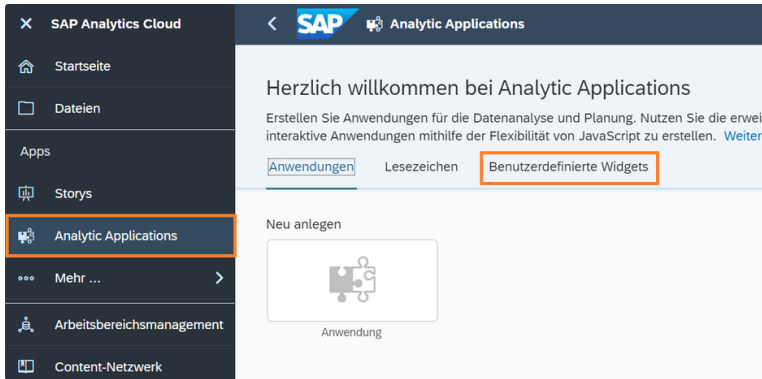 SAP Analytics Cloud
Startseite
Dateien
Apps
Storys
Analytic Applications
Mehr ...
Arbeitsbereichsmanagement
Content-Netzwerk
SAP Analytic Applications
Herzlich willkommen bei Analytic Applications
Erstellen Sie Anwendungen für die Datenanalyse und Planung. Nutzen Sie die erwei
interaktive Anwendungen mithilfe der Flexibilität von JavaScript zu erstellen. Weiter
Anwendungen Lesezeichen Benutzerdefinierte Widgets
Neu anlegen
Anwendung